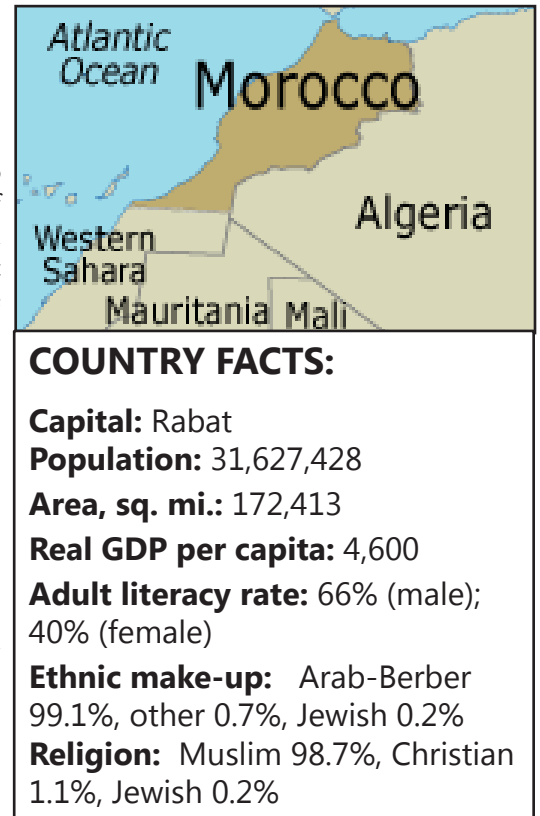 Atlantic
Ocean
Morocco
Algeria
Western
Sahara
Mauritania
Mali
COUNTRY FACTS:
Capital: Rabat
Population: 31,627,428
Area, sq. mi.: 172,413
Real GDP per capita: 4,600
Adult literacy rate: 66% (male);
40% (female)
Ethnic make-up: Arab-Berber
99.1%, other 0.7%, Jewish 0.2%
Religion: Muslim 98.7%, Christian
1.1%, Jewish 0.2%